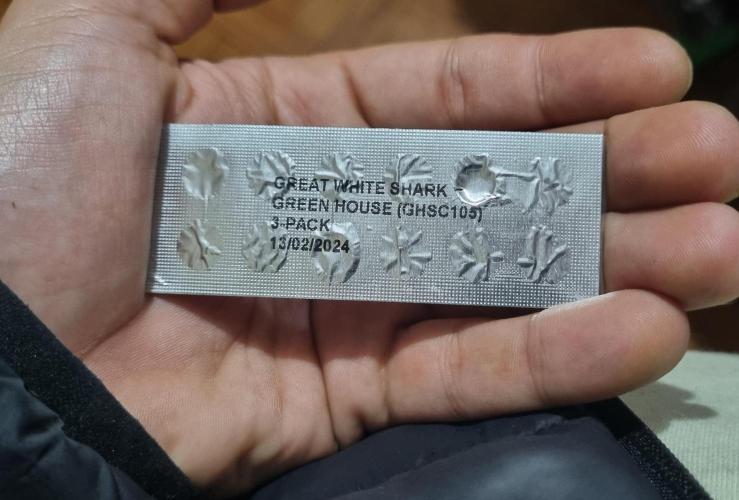 GREAT WHITE SHARK
GREEN HOUSE (GHSC105)
3-PACK
13/02/2024